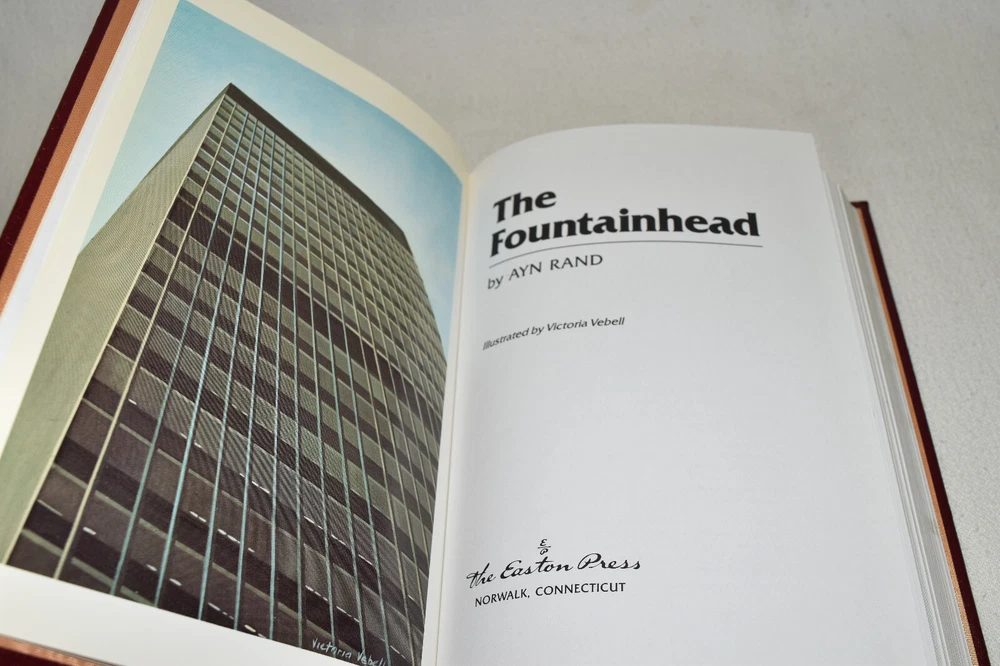 Victoria Vebell
The
Fountainhead
by AYN RAND
Illustrated by Victoria Vebell
E
P
the Easton Press
NORWALK, CONNECTICUT